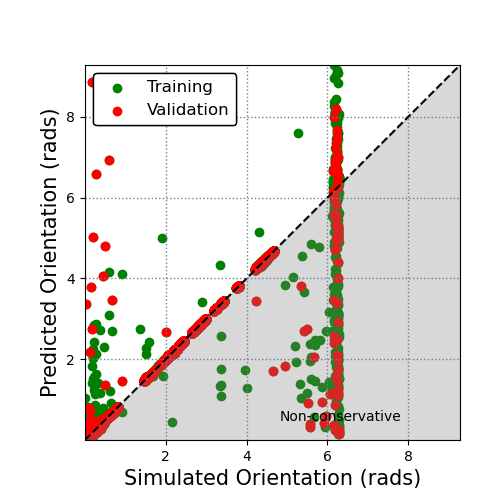 Training
Validation
Predicted Orientation (rads)
8
6
4
2
Non-conservative
2
4
6
8
Simulated Orientation (rads)